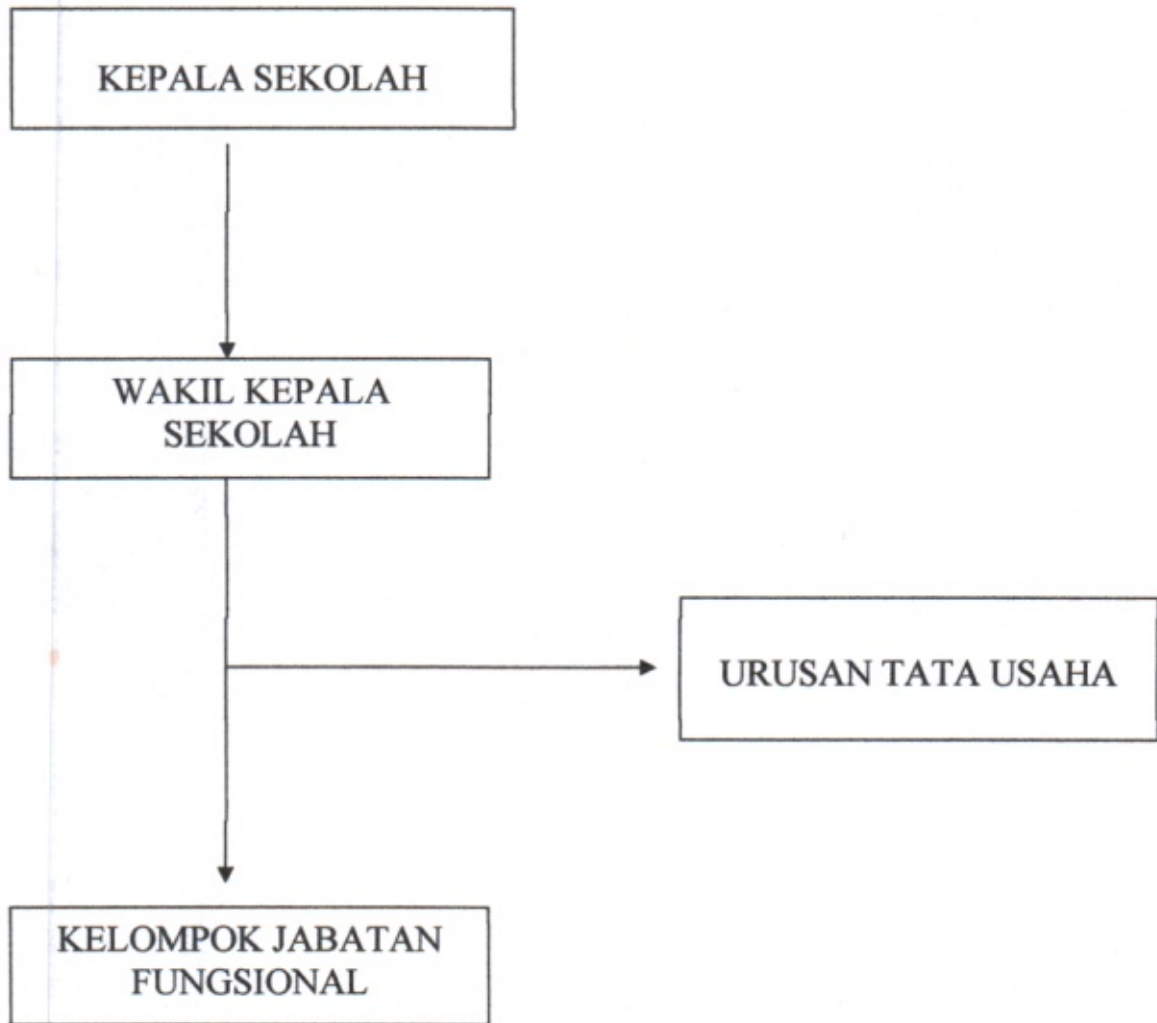 KEPALA SEKOLAH
WAKIL KEPALA
SEKOLAH
URUSAN TATA USAHA
KELOMPOK JABATAN
FUNGSIONAL